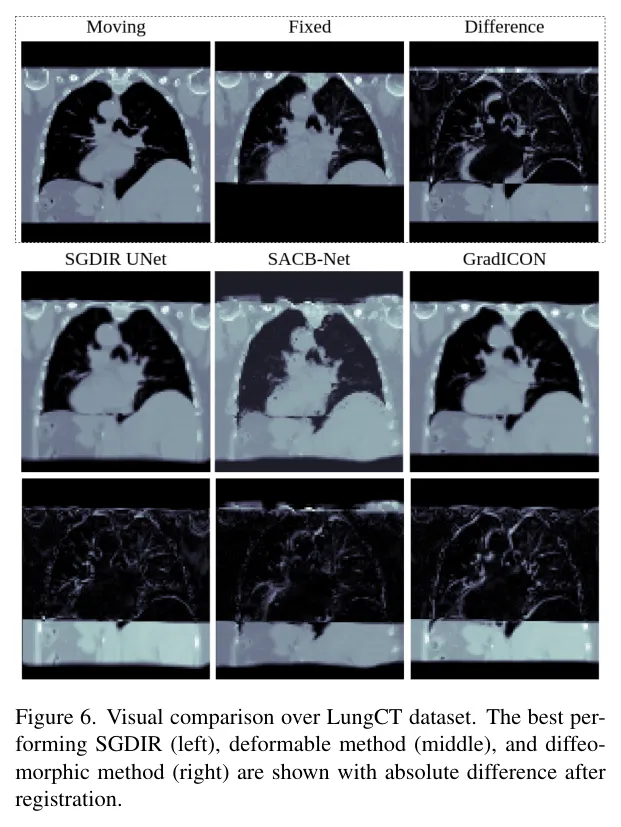 Moving Fixed Difference
SGDIR UNet SACB-Net GradICON
Figure 6. Visual comparison over LungCT dataset. The best per-
forming SGDIR (left), deformable method (middle), and diffeo-
morphic method (right) are shown with absolute difference after
registration.